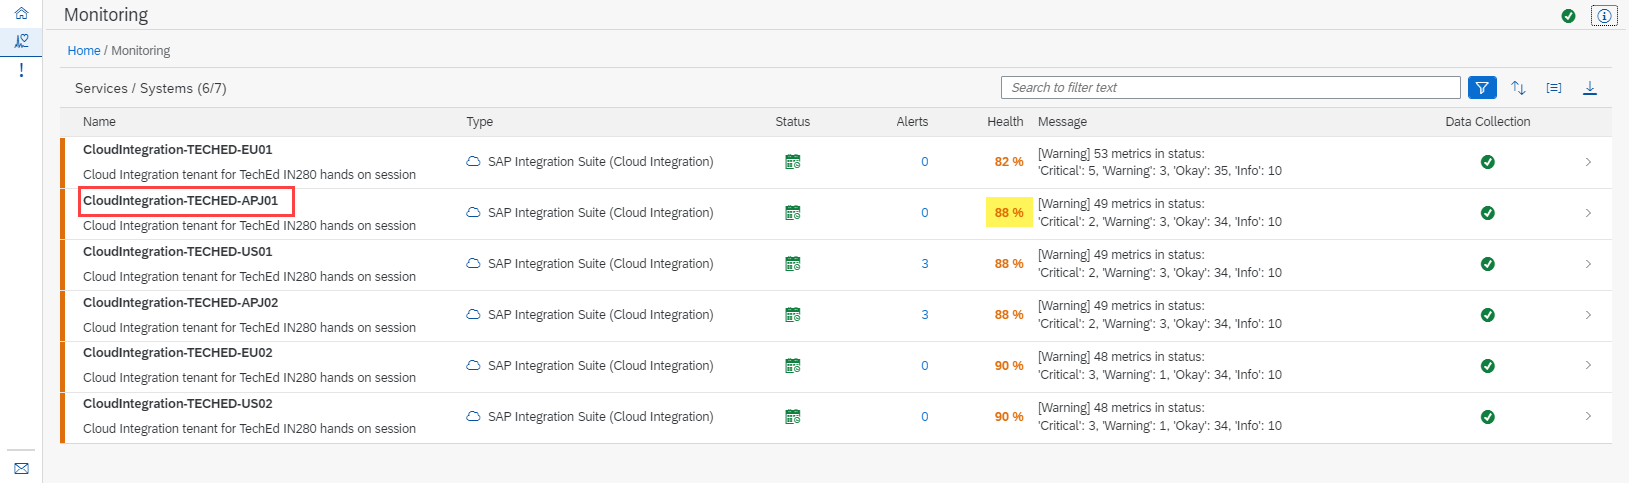 Monitoring
Home / Monitoring
Services / Systems (6/7)
Search to filter text
Name Type Status Alerts Health Message Data Collection
CloudIntegration-TECHED-EU01
Cloud Integration tenant for TechEd IN280 hands on session
SAP Integration Suite (Cloud Integration)
0
82 %
[Warning] 53 metrics in status:
'Critical': 5, 'Warning': 3, 'Okay': 35, 'Info': 10
CloudIntegration-TECHED-APJ01
Cloud Integration tenant for TechEd IN280 hands on session
SAP Integration Suite (Cloud Integration)
0
88 %
[Warning] 49 metrics in status:
'Critical': 2, 'Warning': 3, 'Okay': 34, 'Info': 10
CloudIntegration-TECHED-US01
Cloud Integration tenant for TechEd IN280 hands on session
SAP Integration Suite (Cloud Integration)
3
88 %
[Warning] 49 metrics in status:
'Critical': 2, 'Warning': 3, 'Okay': 34, 'Info': 10
CloudIntegration-TECHED-APJ02
Cloud Integration tenant for TechEd IN280 hands on session
SAP Integration Suite (Cloud Integration)
3
88 %
[Warning] 49 metrics in status:
'Critical': 2, 'Warning': 3, 'Okay': 34, 'Info': 10
CloudIntegration-TECHED-EU02
Cloud Integration tenant for TechEd IN280 hands on session
SAP Integration Suite (Cloud Integration)
0
90 %
[Warning] 48 metrics in status:
'Critical': 3, 'Warning': 1, 'Okay': 34, 'Info': 10
CloudIntegration-TECHED-US02
Cloud Integration tenant for TechEd IN280 hands on session
SAP Integration Suite (Cloud Integration)
0
90 %
[Warning] 48 metrics in status:
'Critical': 3, 'Warning': 1, 'Okay': 34, 'Info': 10